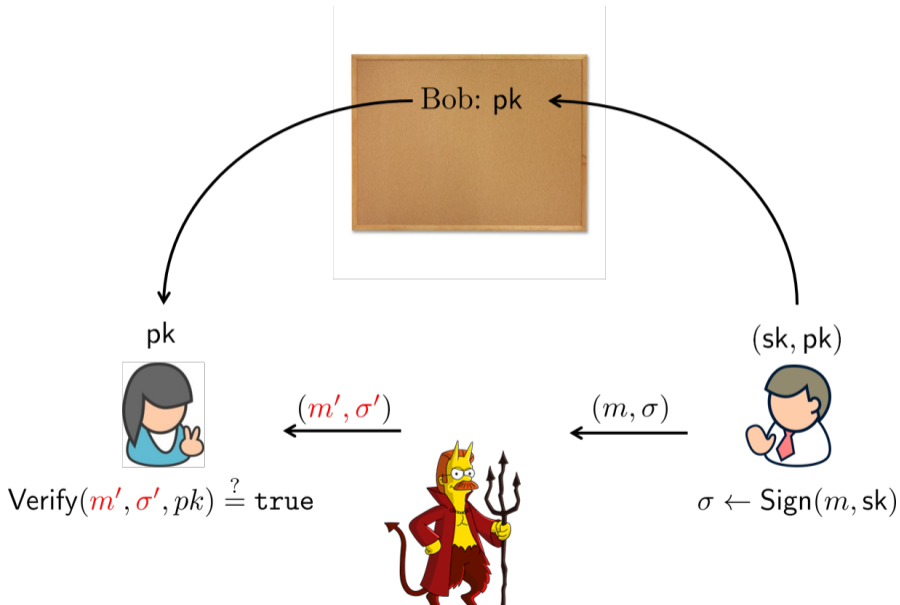 Bob: pk
pk
(sk, pk)
(m′, σ′)
(m, σ)
Verify(m′, σ′, pk) ≟ true
σ ← Sign(m, sk)